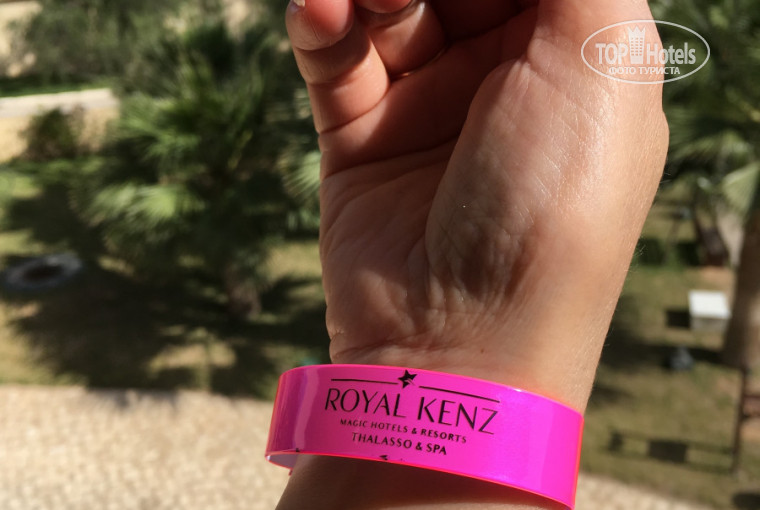 TOP Hotels
ФОТО ТУРИСТА
ROYAL KENZ
MAGIC HOTELS & RESORTS
THALASSO & SPA